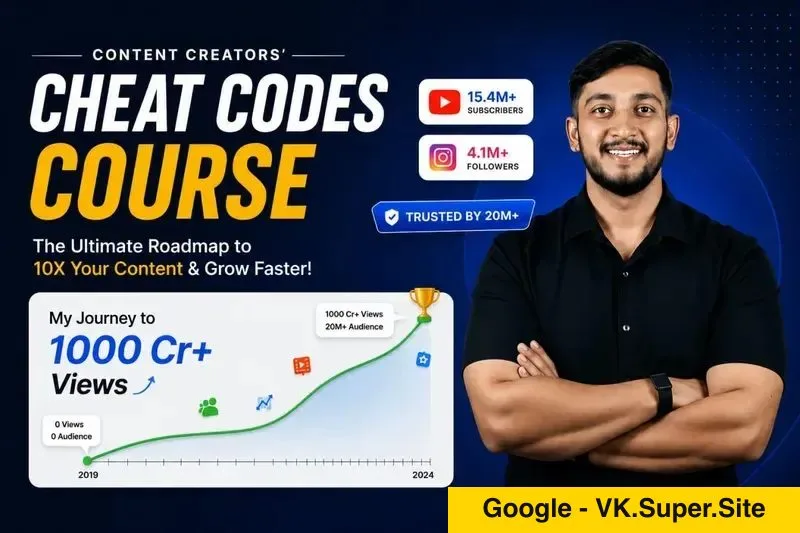 CONTENT CREATORS'
CHEAT CODES
COURSE
The Ultimate Roadmap to
10X Your Content & Grow Faster!
15.4M+
SUBSCRIBERS
4.1M+
FOLLOWERS
TRUSTED BY 20M+
My Journey to
1000 Cr+
Views
1000 Cr+ Views
20M+ Audience
0 Views
0 Audience
2019
2024
Google - VK.Super.Site